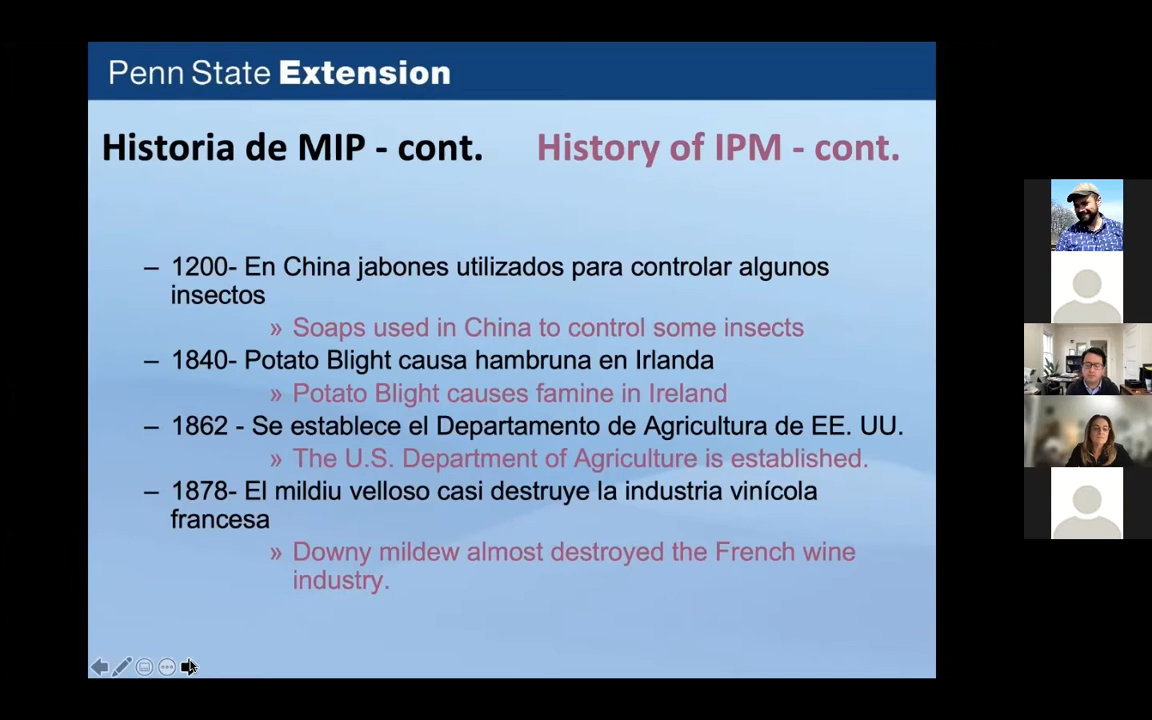 Penn State Extension
Historia de MIP - cont. History of IPM - cont.
– 1200- En China jabones utilizados para controlar algunos
insectos
» Soaps used in China to control some insects
– 1840- Potato Blight causa hambruna en Irlanda
» Potato Blight causes famine in Ireland
– 1862 - Se establece el Departamento de Agricultura de EE. UU.
» The U.S. Department of Agriculture is established.
– 1878- El mildiu velloso casi destruye la industria vinícola
francesa
» Downy mildew almost destroyed the French wine
industry.